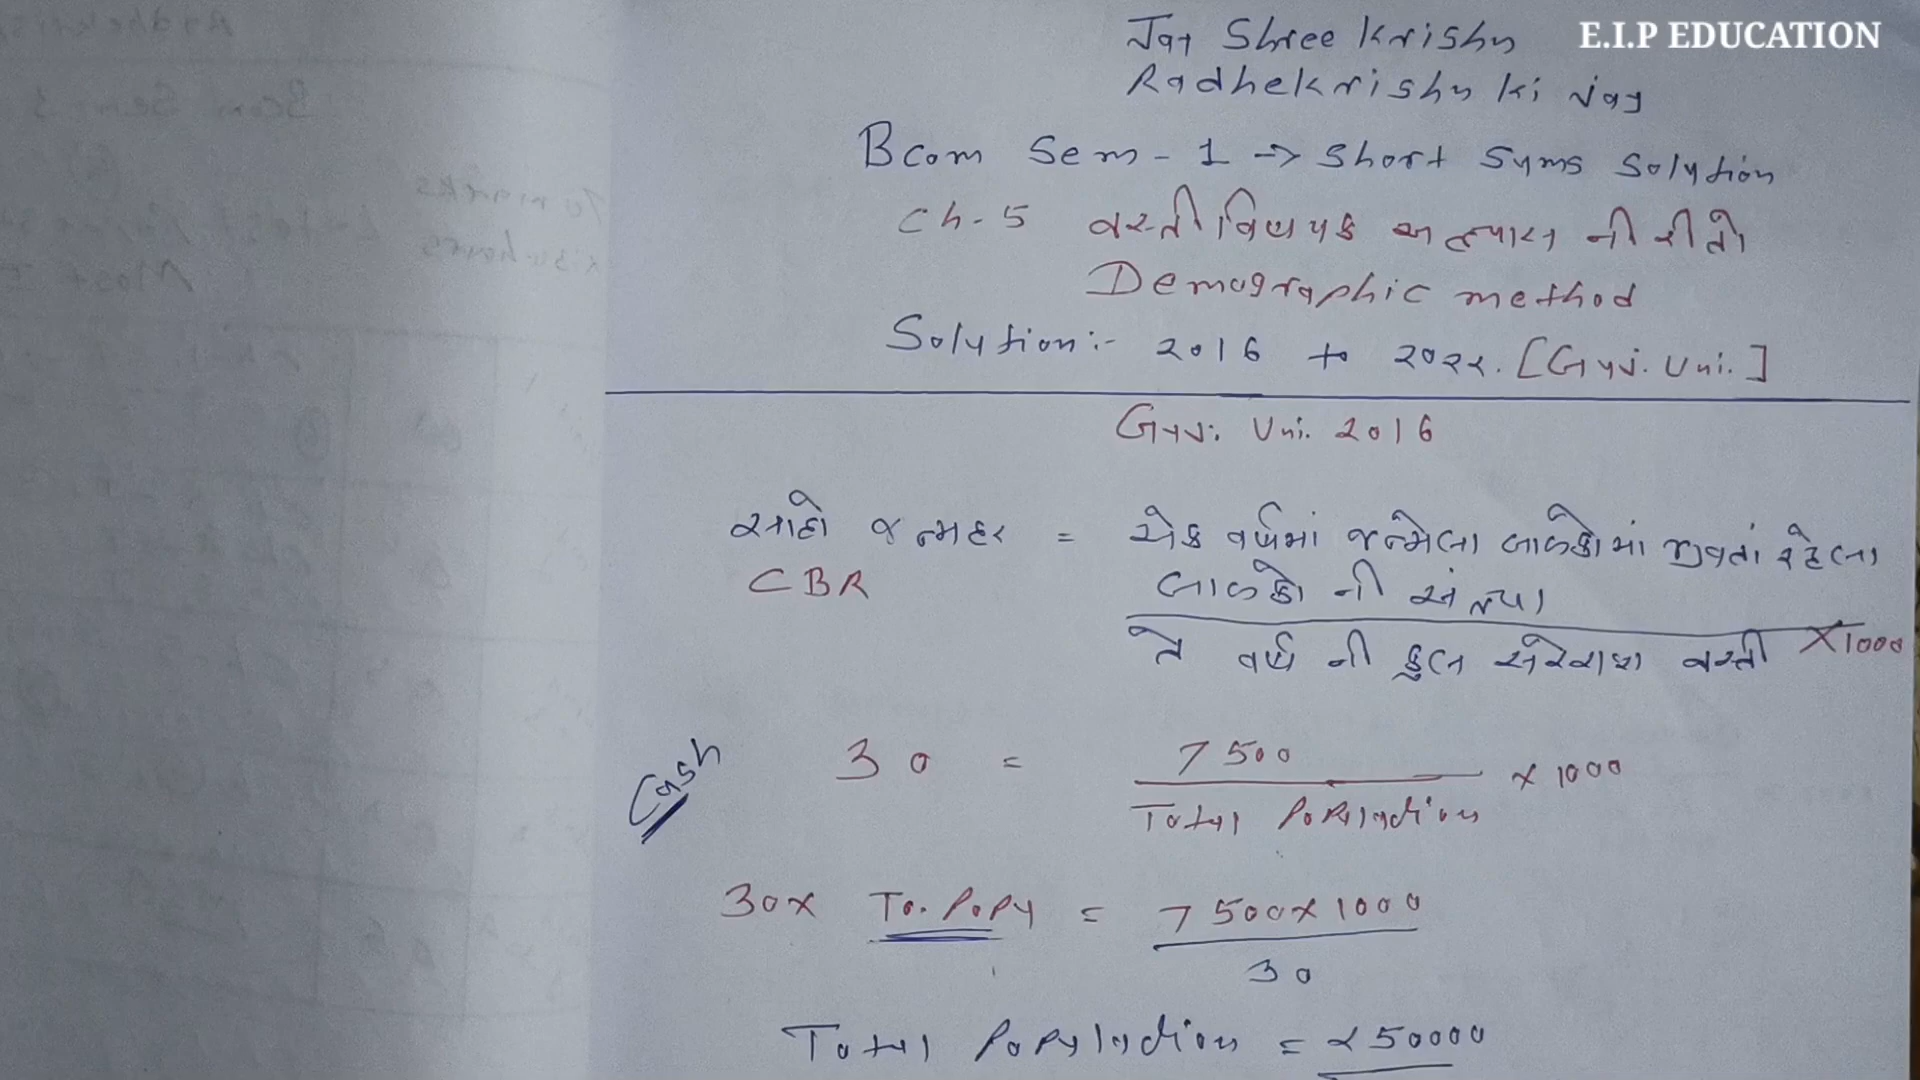 E.I.P EDUCATION
Jay Shree Krishn
Radhekrishn ki Jay
Bcom Sem - 1 -> Short Sums Solution
Ch - 5 વસ્તી વિષયક અભ્યાસ ની રીતો
Demographic method
Solution:- 2016 to 2022. [Guj. Uni.]
Guj. Uni. 2016
સાદો જન્મદર = એક વર્ષમાં જન્મેલા બાળકોમાં જીવતાં રહેલા
CBR બાળકો ની સંખ્યા
તે વર્ષ ની કુલ સરેરાશ વસ્તી × 1000
Cash 30 = 7500 × 1000
Total Population
30 × To. Popu = 7500 × 1000
30
Total Population = 250000